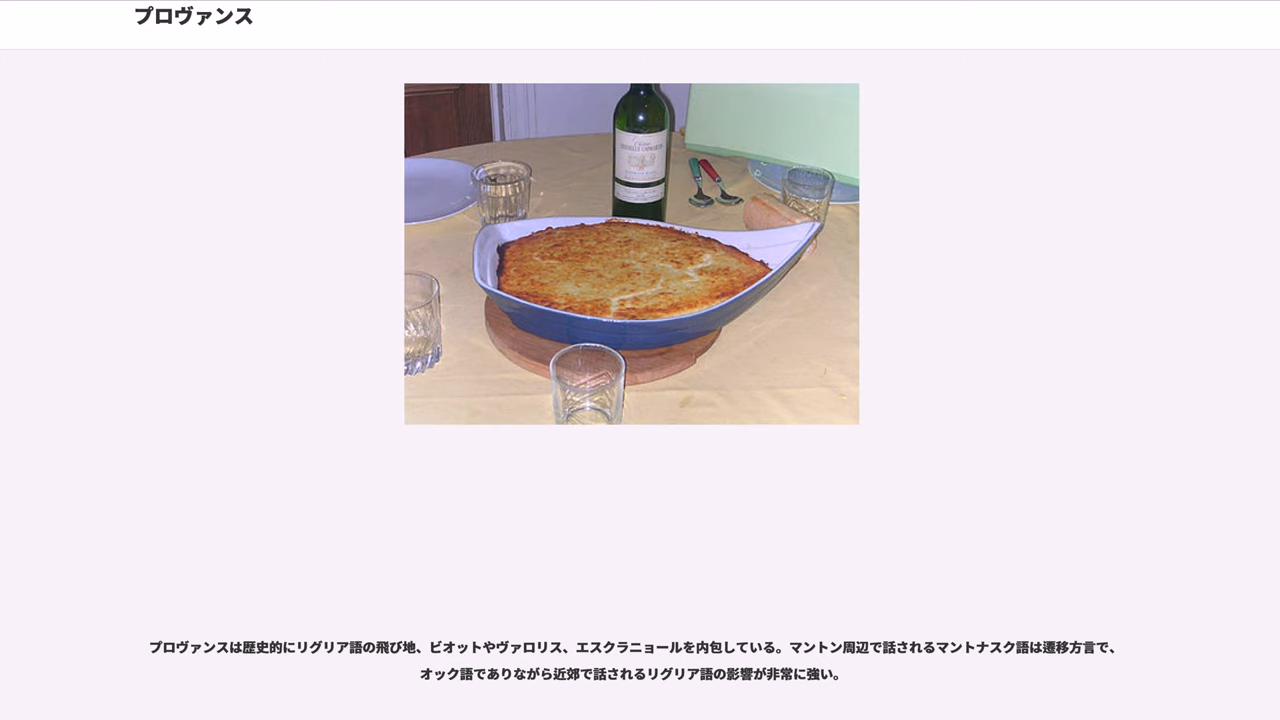 プロヴァンス
プロヴァンスは歴史的にリグリア語の飛び地、ビオットやヴァロリス、エスクラニョールを内包している。マントン周辺で話されるマントナスク語は遷移方言で、
オック語でありながら近郊で話されるリグリア語の影響が非常に強い。